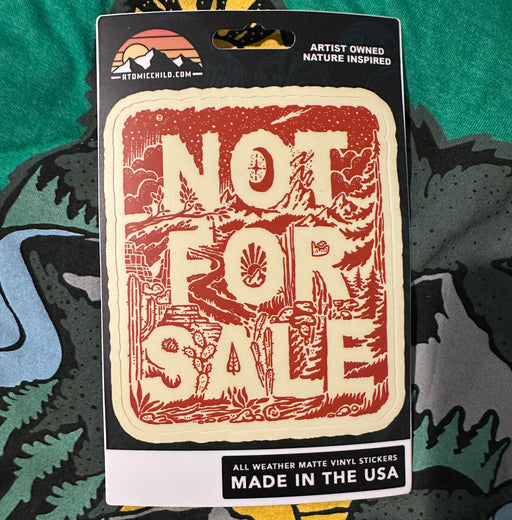 ATOMICCHILD.COM
ARTIST OWNED
NATURE INSPIRED
NOT
FOR
SALE
ALL WEATHER MATTE VINYL STICKERS
MADE IN THE USA